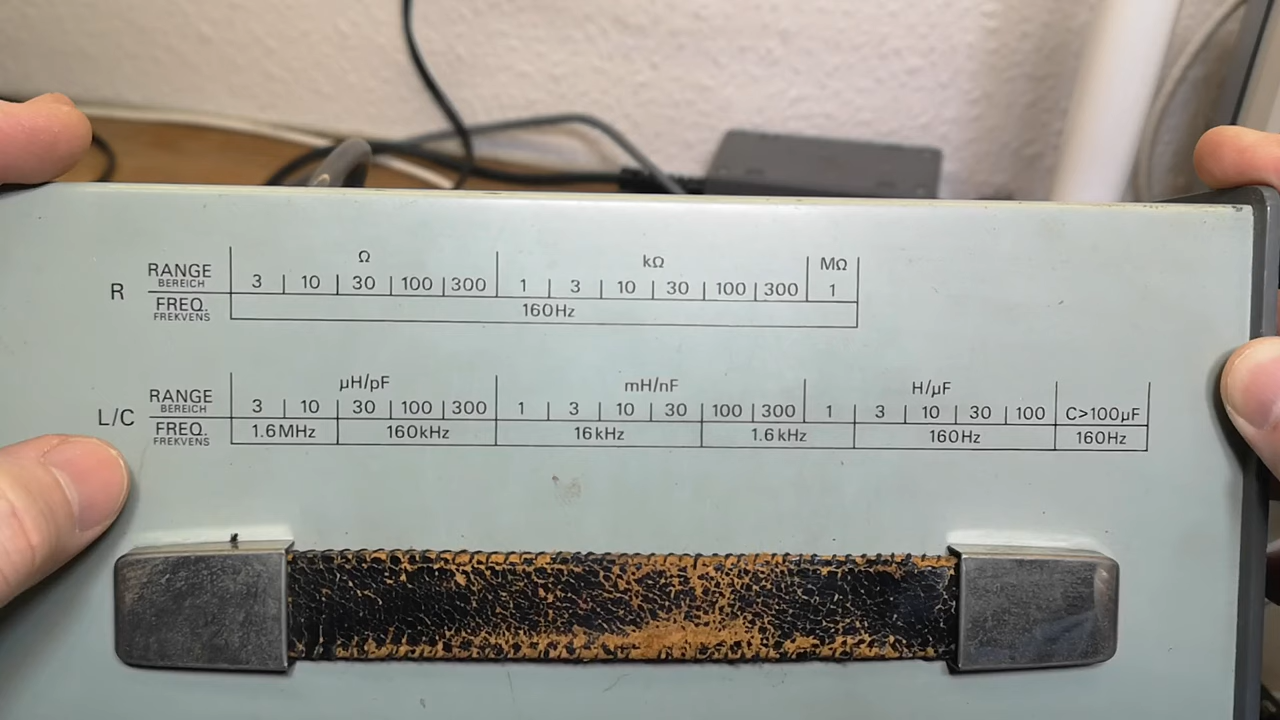 Ω kΩ MΩ
RANGE 3 10 30 100 300 1 3 10 30 100 300 1
BEREICH
R
FREQ. 160Hz
FREKVENS
µH/pF mH/nF H/µF
RANGE 3 10 30 100 300 1 3 10 30 100 300 1 3 10 30 100 C>100µF
BEREICH
L/C
FREQ. 1.6MHz 160kHz 16kHz 1.6kHz 160Hz 160Hz
FREKVENS